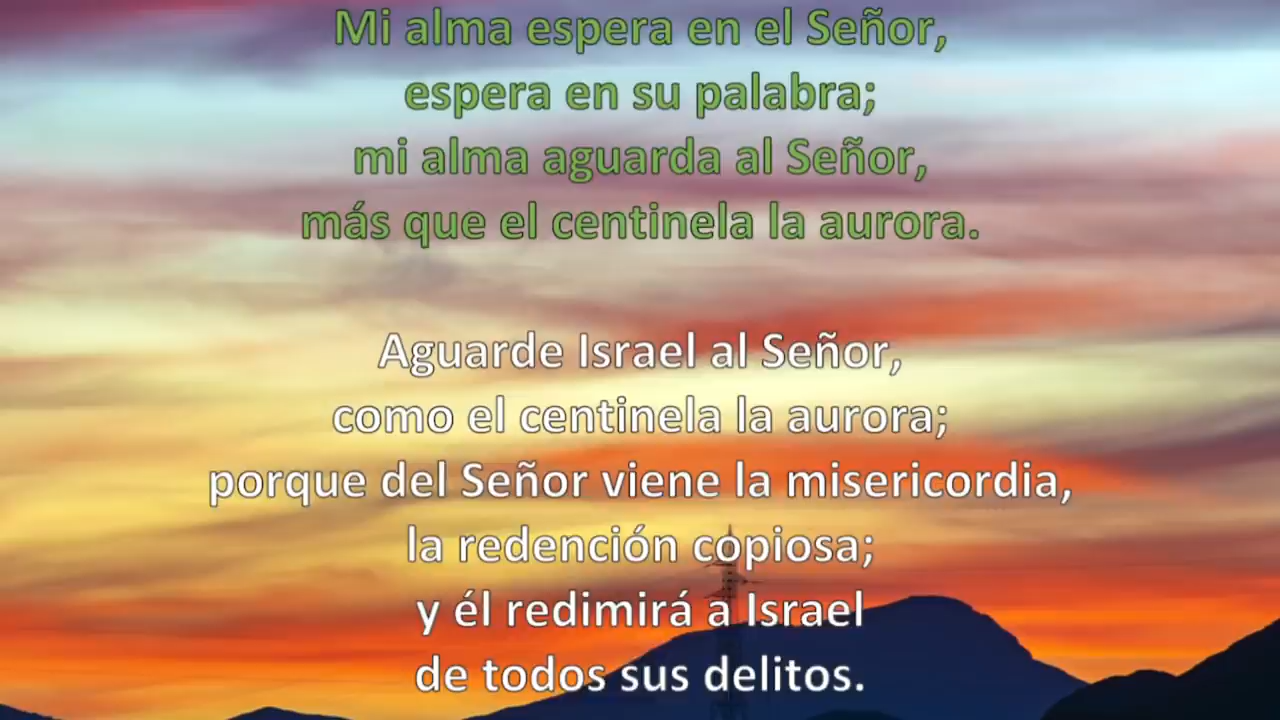 Mi alma espera en el Señor,
espera en su palabra;
mi alma aguarda al Señor,
más que el centinela la aurora.
Aguarde Israel al Señor,
como el centinela la aurora;
porque del Señor viene la misericordia,
la redención copiosa;
y él redimirá a Israel
de todos sus delitos.